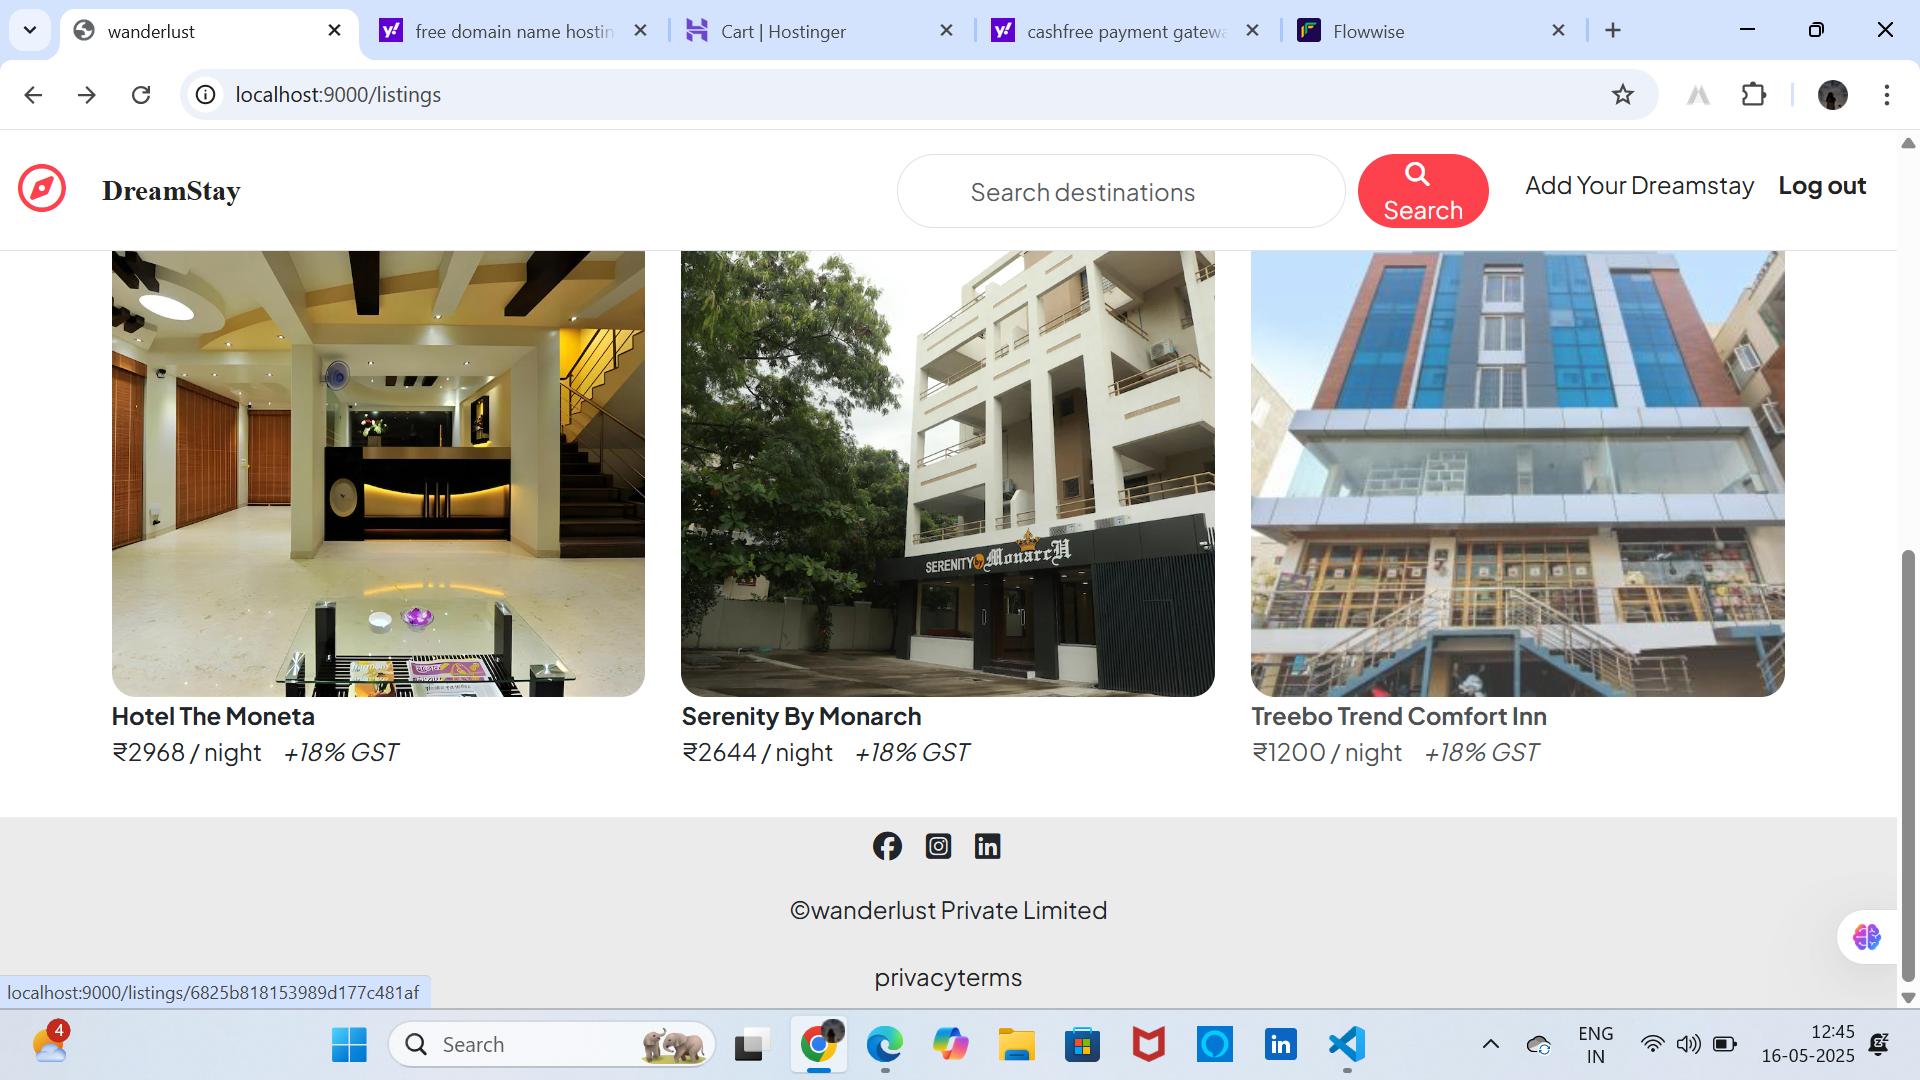 wanderlust
free domain name hostin
Cart | Hostinger
cashfree payment gatewa
Flowwise
localhost:9000/listings
DreamStay
Search destinations
Search
Add Your Dreamstay
Log out
SERENITY By Monarch
Hotel The Moneta
₹2968 / night +18% GST
Serenity By Monarch
₹2644 / night +18% GST
Treebo Trend Comfort Inn
₹1200 / night +18% GST
©wanderlust Private Limited
privacyterms
localhost:9000/listings/6825b818153989d177c481af
4
Search
ENG
IN
12:45
16-05-2025